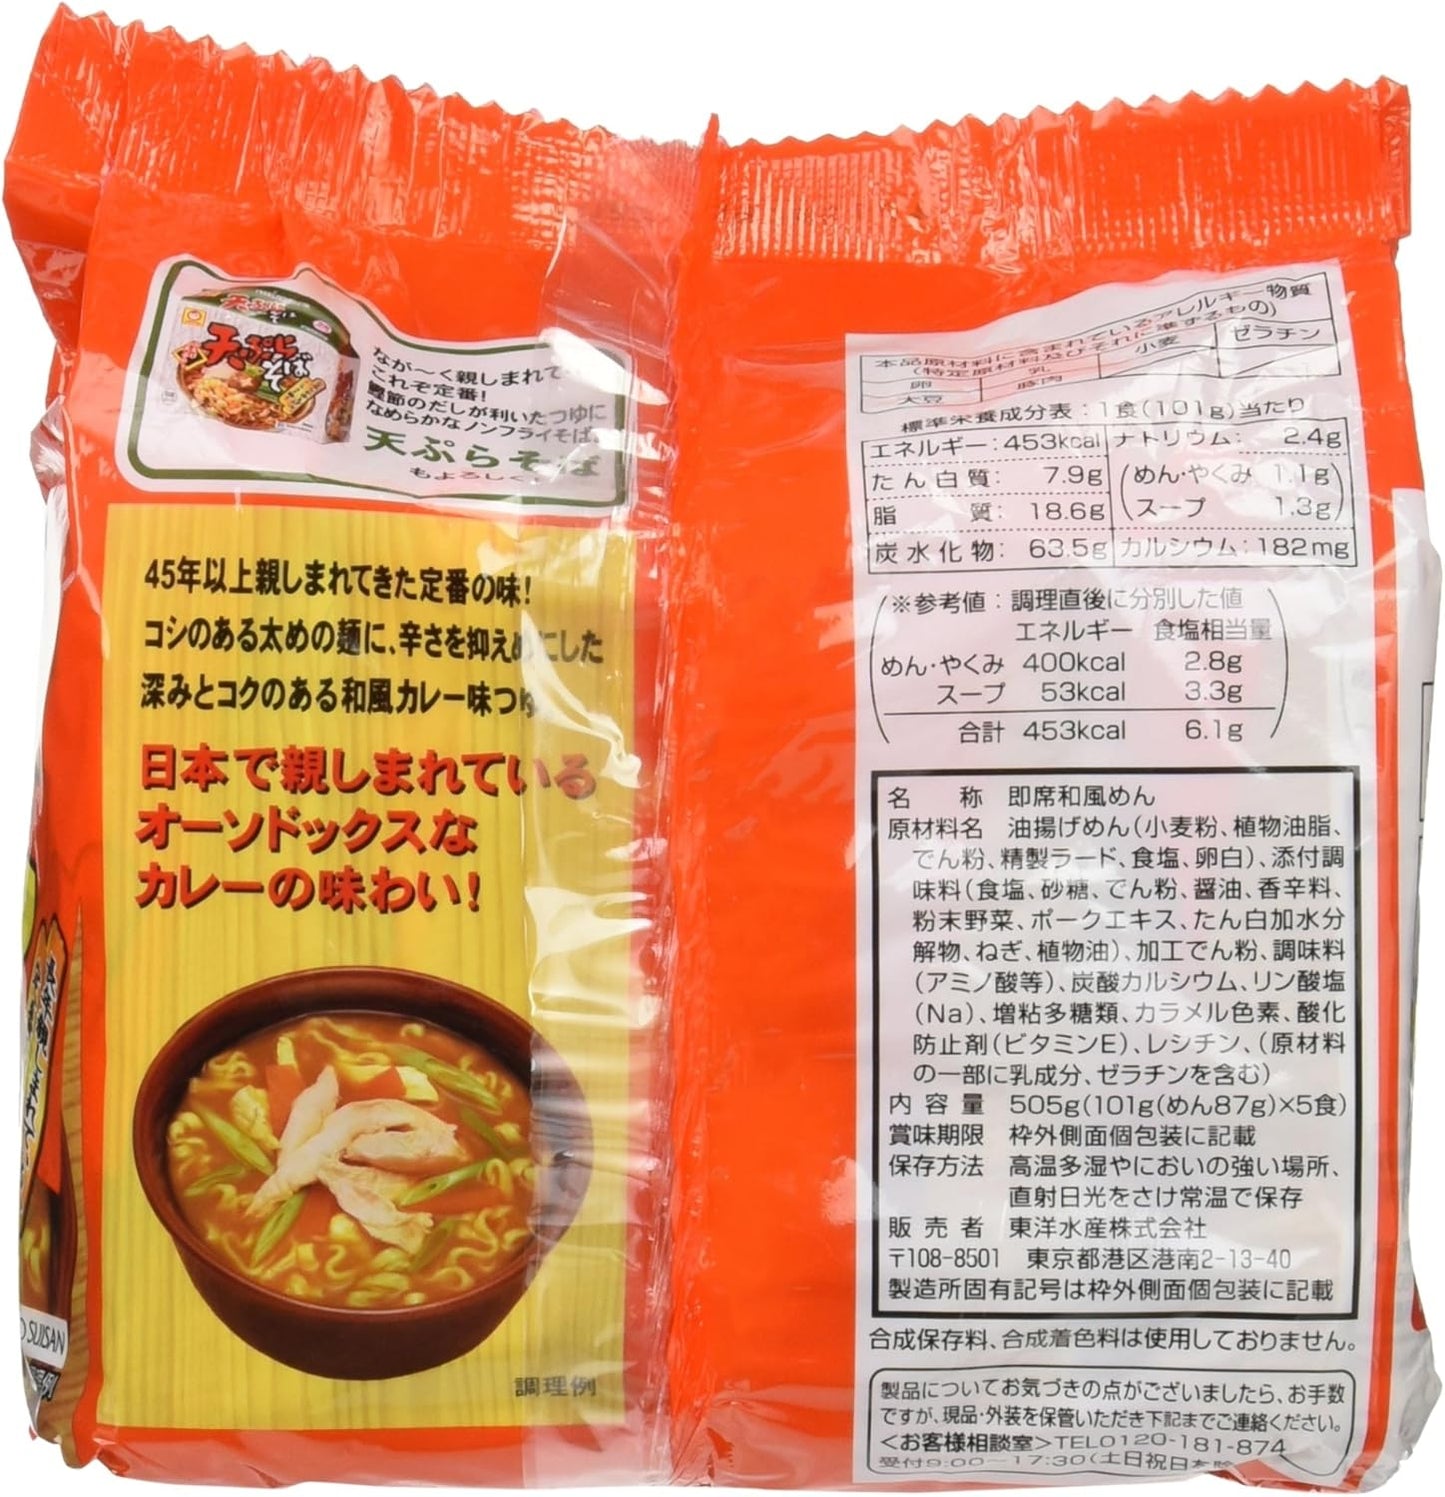 天ぷらそば
なが〜く親しまれて
これぞ定番!
鰹節のだしが利いたつゆに
なめらかなノンフライそば。
天ぷらそば
もよろしく
45年以上親しまれてきた定番の味!
コシのある太めの麺に、辛さを抑えめにした
深みとコクのある和風カレー味つゆ
日本で親しまれている
オーソドックスな
カレーの味わい!
調理例
SUISAN
本品原材料に含まれているアレルギー物質
(特定原材料及びそれに準ずるもの)
卵 乳 小麦 ゼラチン
大豆 豚肉
標準栄養成分表:1食(101g)当たり
エネルギー:453kcal ナトリウム: 2.4g
たん白質: 7.9g (めん・やくみ 1.1g)
脂 質: 18.6g (スープ 1.3g)
炭水化物: 63.5g カルシウム:182mg
(※参考値:調理直後に分別した値
エネルギー 食塩相当量
めん・やくみ 400kcal 2.8g
スープ 53kcal 3.3g
合計 453kcal 6.1g)
名 称 即席和風めん
原材料名 油揚げめん(小麦粉、植物油脂、
でん粉、精製ラード、食塩、卵白)、添付調
味料(食塩、砂糖、でん粉、醤油、香辛料、
粉末野菜、ポークエキス、たん白加水分
解物、ねぎ、植物油)、加工でん粉、調味料
(アミノ酸等)、炭酸カルシウム、リン酸塩
(Na)、増粘多糖類、カラメル色素、酸化
防止剤(ビタミンE)、レシチン、(原材料
の一部に乳成分、ゼラチンを含む)
内容量 505g(101g(めん87g)×5食)
賞味期限 枠外側面個包装に記載
保存方法 高温多湿やにおいの強い場所、
直射日光をさけ常温で保存
販売者 東洋水産株式会社
〒108-8501 東京都港区港南2-13-40
製造所固有記号は枠外側面個包装に記載
合成保存料、合成着色料は使用しておりません。
製品についてお気づきの点がございましたら、お手数
ですが、現品・外装を保管いただき下記までご連絡ください。
<お客様相談室>TEL0120-181-874
受付9:00〜17:30(土日祝日を除